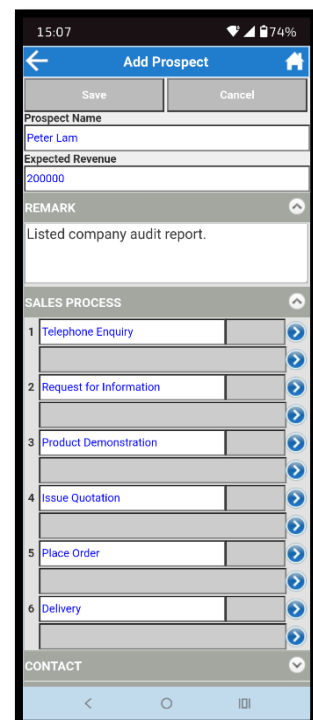 15:07 74%
Add Prospect
Save Cancel
Prospect Name
Peter Lam
Expected Revenue
200000
REMARK
Listed company audit report.
SALES PROCESS
1 Telephone Enquiry
2 Request for Information
3 Product Demonstration
4 Issue Quotation
5 Place Order
6 Delivery
CONTACT